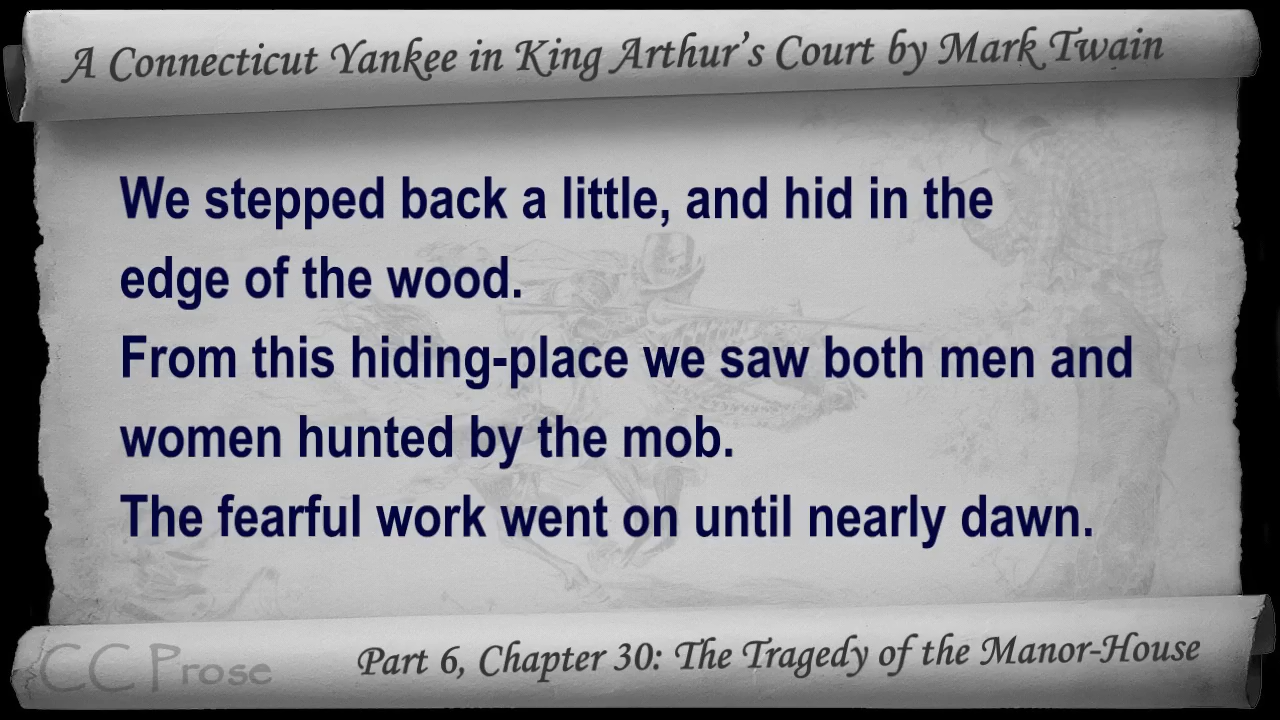 A Connecticut Yankee in King Arthur's Court by Mark Twain
We stepped back a little, and hid in the
edge of the wood.
From this hiding-place we saw both men and
women hunted by the mob.
The fearful work went on until nearly dawn.
CC Prose
Part 6, Chapter 30: The Tragedy of the Manor-House